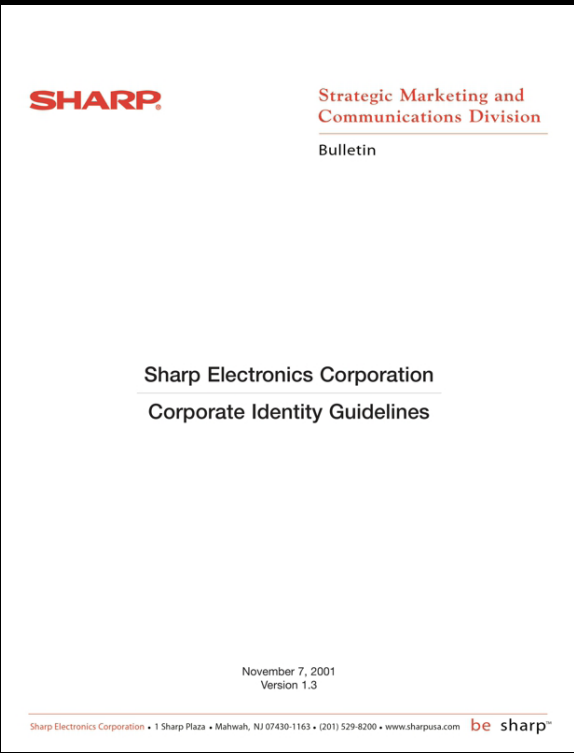 SHARP®
Strategic Marketing and
Communications Division
Bulletin
Sharp Electronics Corporation
Corporate Identity Guidelines
November 7, 2001
Version 1.3
Sharp Electronics Corporation • 1 Sharp Plaza • Mahwah, NJ 07430-1163 • (201) 529-8200 • www.sharpusa.com be sharp™